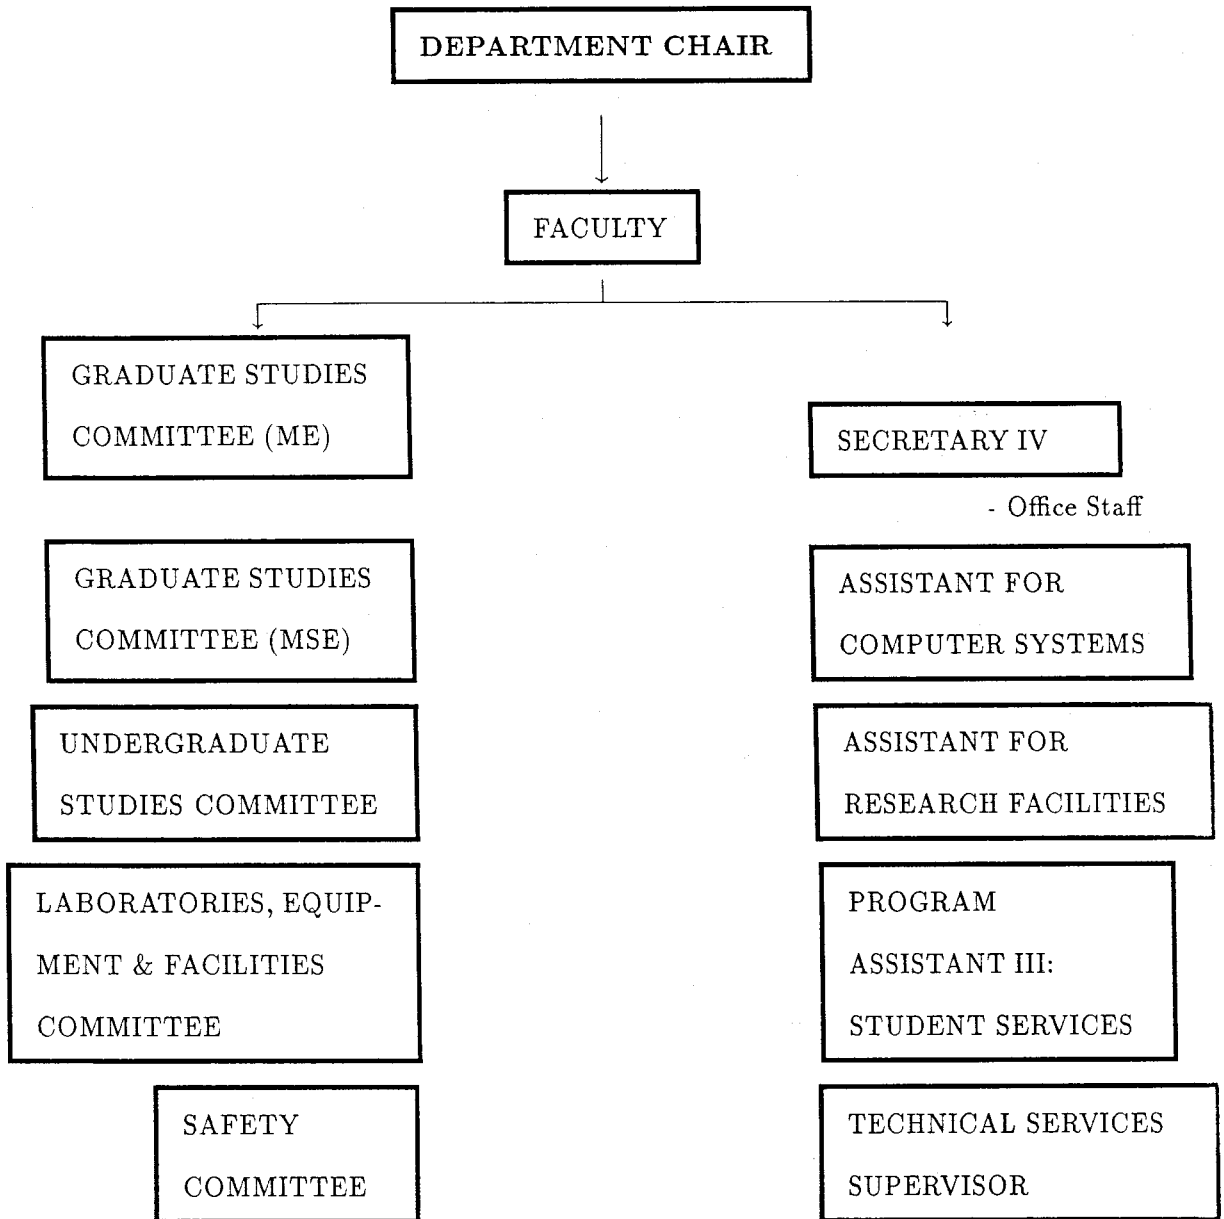 DEPARTMENT CHAIR
FACULTY
GRADUATE STUDIES
COMMITTEE (ME)
GRADUATE STUDIES
COMMITTEE (MSE)
UNDERGRADUATE
STUDIES COMMITTEE
LABORATORIES, EQUIP-
MENT & FACILITIES
COMMITTEE
SAFETY
COMMITTEE
SECRETARY IV
- Office Staff
ASSISTANT FOR
COMPUTER SYSTEMS
ASSISTANT FOR
RESEARCH FACILITIES
PROGRAM
ASSISTANT III:
STUDENT SERVICES
TECHNICAL SERVICES
SUPERVISOR